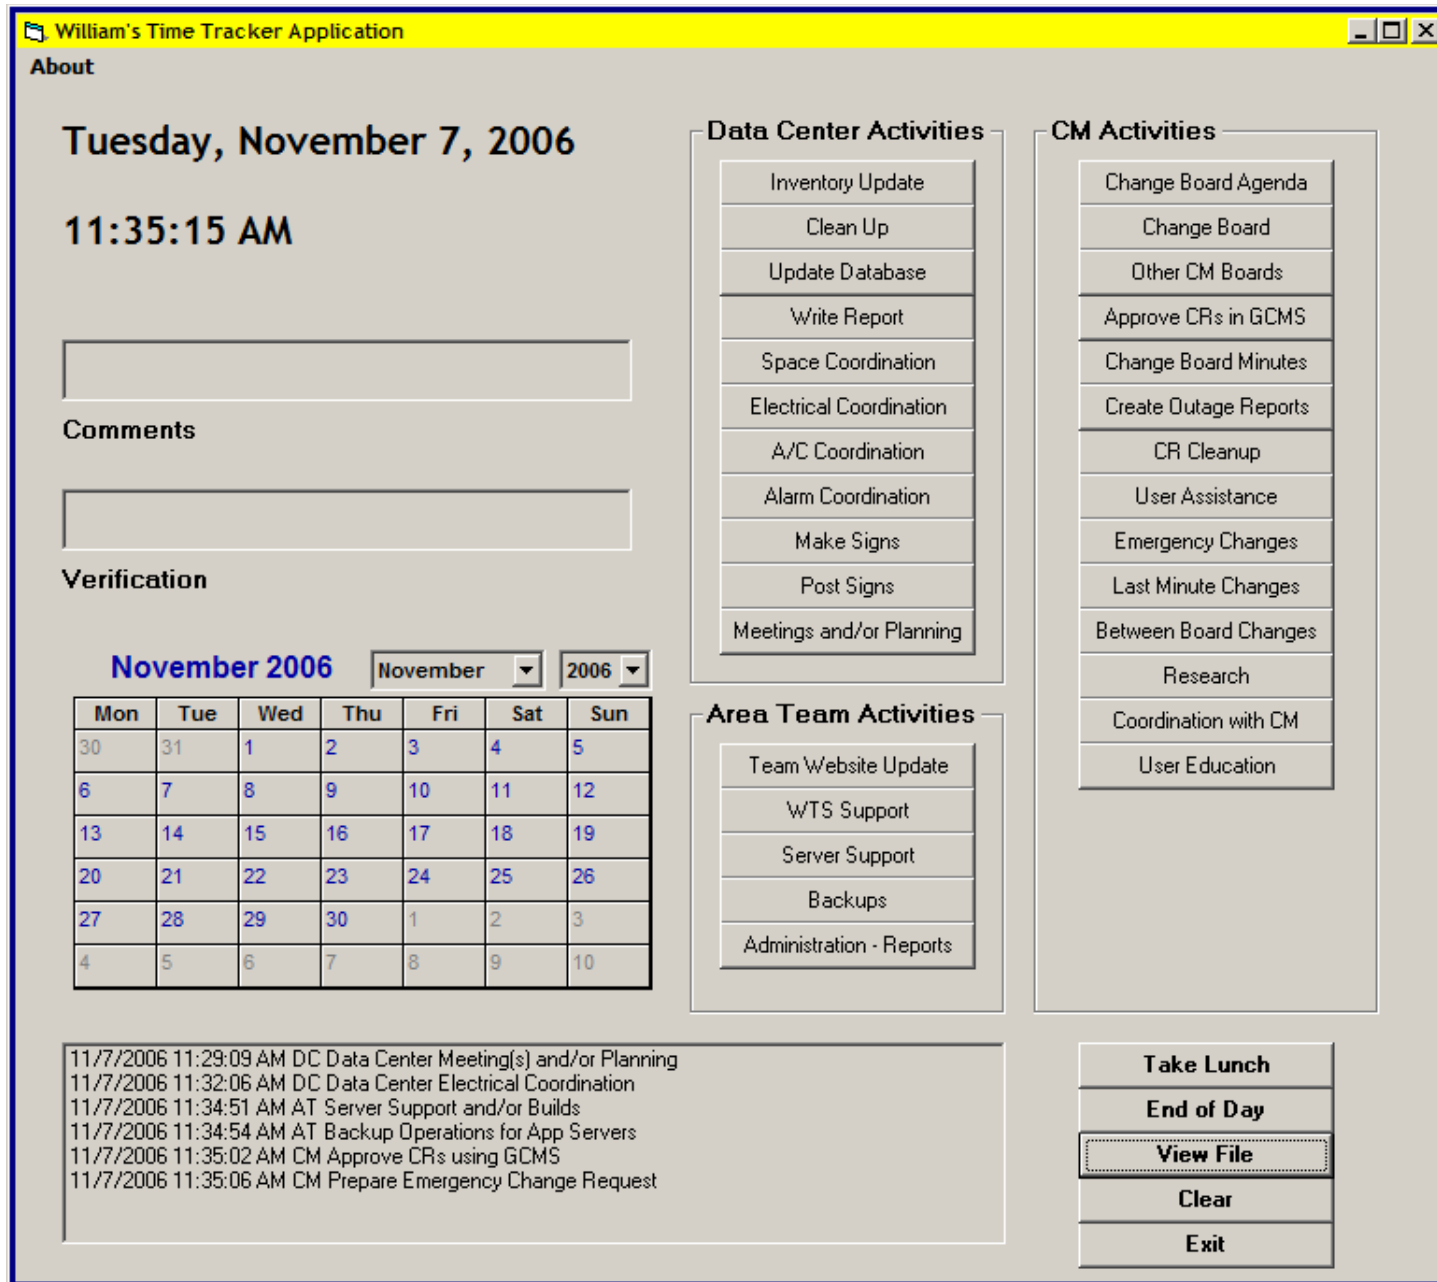 William's Time Tracker Application
About
Tuesday, November 7, 2006
11:35:15 AM
Comments
Verification
November 2006 November 2006
Mon Tue Wed Thu Fri Sat Sun
30 31 1 2 3 4 5
6 7 8 9 10 11 12
13 14 15 16 17 18 19
20 21 22 23 24 25 26
27 28 29 30 1 2 3
4 5 6 7 8 9 10
Data Center Activities
Inventory Update
Clean Up
Update Database
Write Report
Space Coordination
Electrical Coordination
A/C Coordination
Alarm Coordination
Make Signs
Post Signs
Meetings and/or Planning
Area Team Activities
Team Website Update
WTS Support
Server Support
Backups
Administration - Reports
CM Activities
Change Board Agenda
Change Board
Other CM Boards
Approve CRs in GCMS
Change Board Minutes
Create Outage Reports
CR Cleanup
User Assistance
Emergency Changes
Last Minute Changes
Between Board Changes
Research
Coordination with CM
User Education
11/7/2006 11:29:09 AM DC Data Center Meeting(s) and/or Planning
11/7/2006 11:32:06 AM DC Data Center Electrical Coordination
11/7/2006 11:34:51 AM AT Server Support and/or Builds
11/7/2006 11:34:54 AM AT Backup Operations for App Servers
11/7/2006 11:35:02 AM CM Approve CRs using GCMS
11/7/2006 11:35:06 AM CM Prepare Emergency Change Request
Take Lunch
End of Day
View File
Clear
Exit